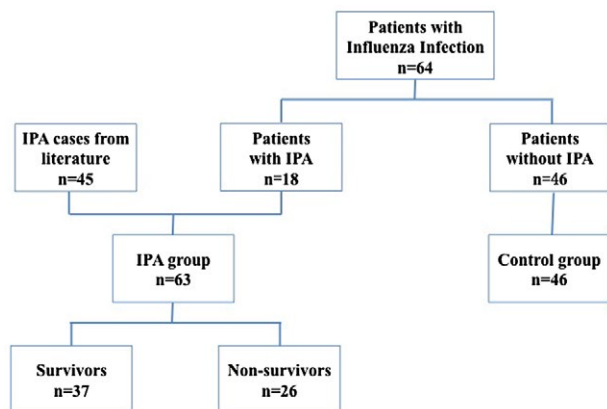 Patients with
Influenza Infection
n=64
IPA cases from
literature
n=45
Patients
with IPA
n=18
Patients
without IPA
n=46
IPA group
n=63
Control group
n=46
Survivors
n=37
Non-survivors
n=26